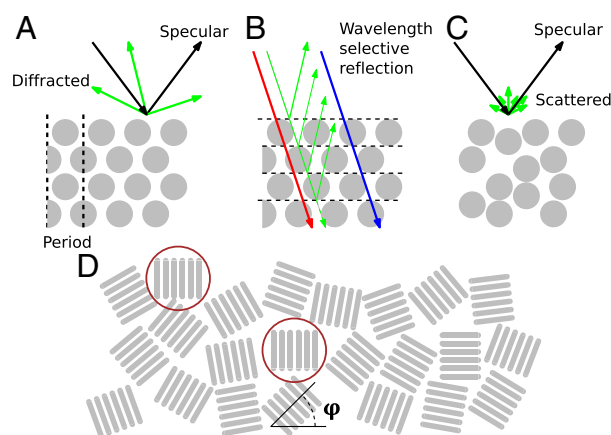 A
Specular
Diffracted
Period
B
Wavelength
selective
reflection
C
Specular
Scattered
D
φ